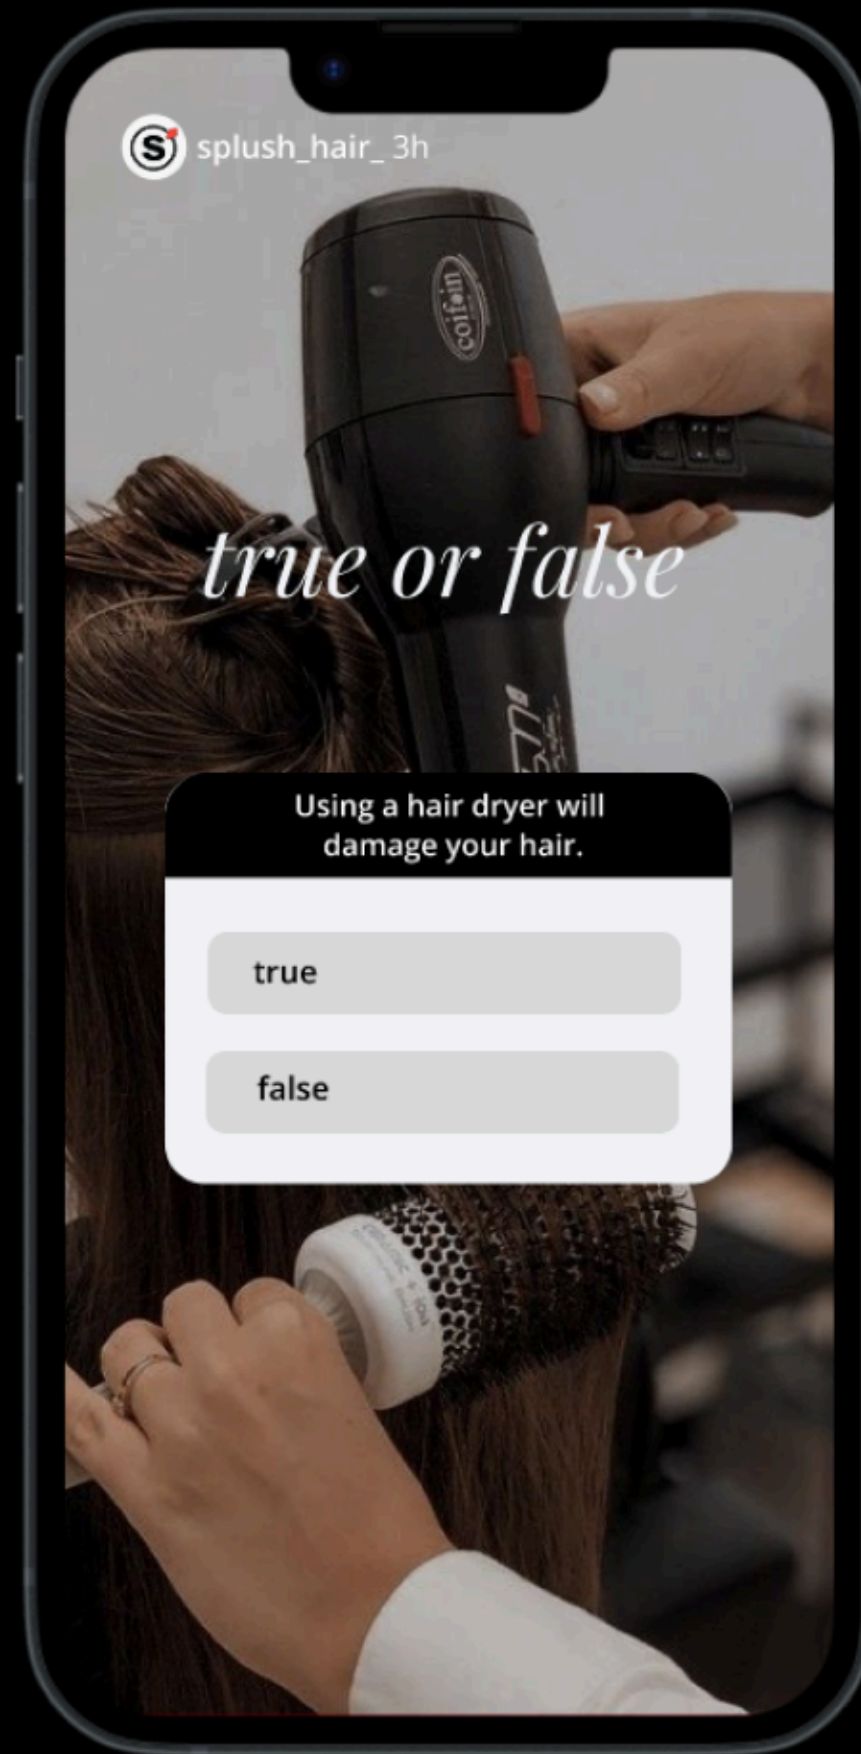 S
splush_hair_ 3h
coifin
true or false
Using a hair dryer will
damage your hair.
true
false